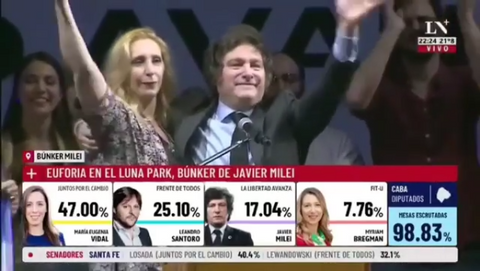 LN+
22:24 21°8
VIVO
BÚNKER MILEI
EUFORIA EN EL LUNA PARK, BÚNKER DE JAVIER MILEI
JUNTOS POR EL CAMBIO
47.00%
MARÍA EUGENIA
VIDAL
FRENTE DE TODOS
25.10%
LEANDRO
SANTORO
LA LIBERTAD AVANZA
17.04%
JAVIER
MILEI
FIT-U
7.76%
MYRIAM
BREGMAN
CABA
DIPUTADOS
MESAS ESCRUTADAS
98.83%
SENADORES SANTA FE LOSADA (JUNTOS POR EL CAMBIO) 40.4% LEWANDOWSKI (FRENTE DE TODOS) 32.1%